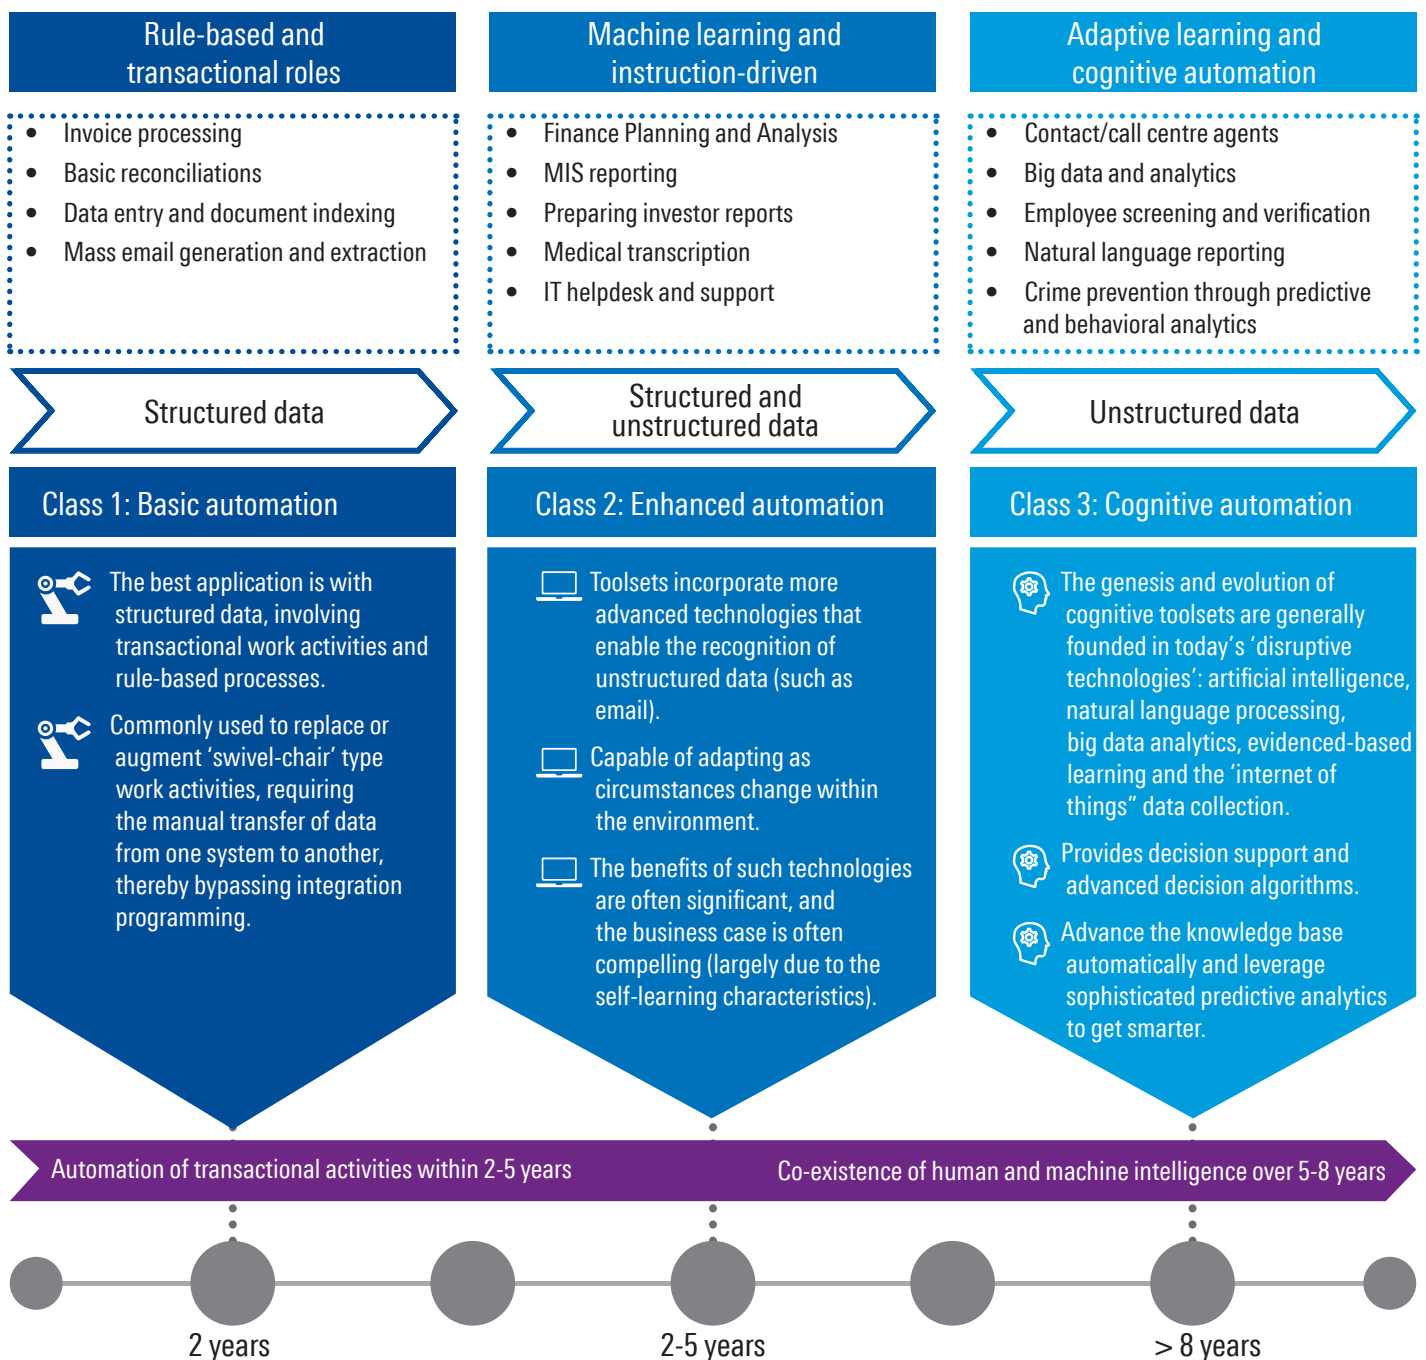 Rule-based and
transactional roles
• Invoice processing
• Basic reconciliations
• Data entry and document indexing
• Mass email generation and extraction
Structured data
Class 1: Basic automation
The best application is with
structured data, involving
transactional work activities and
rule-based processes.
Commonly used to replace or
augment ‘swivel-chair’ type
work activities, requiring
the manual transfer of data
from one system to another,
thereby bypassing integration
programming.
Machine learning and
instruction-driven
• Finance Planning and Analysis
• MIS reporting
• Preparing investor reports
• Medical transcription
• IT helpdesk and support
Structured and
unstructured data
Class 2: Enhanced automation
Toolsets incorporate more
advanced technologies that
enable the recognition of
unstructured data (such as
email).
Capable of adapting as
circumstances change within
the environment.
The benefits of such technologies
are often significant, and
the business case is often
compelling (largely due to the
self-learning characteristics).
Adaptive learning and
cognitive automation
• Contact/call centre agents
• Big data and analytics
• Employee screening and verification
• Natural language reporting
• Crime prevention through predictive
and behavioral analytics
Unstructured data
Class 3: Cognitive automation
The genesis and evolution of
cognitive toolsets are generally
founded in today’s ‘disruptive
technologies’: artificial intelligence,
natural language processing,
big data analytics, evidenced-based
learning and the ‘internet of
things” data collection.
Provides decision support and
advanced decision algorithms.
Advance the knowledge base
automatically and leverage
sophisticated predictive analytics
to get smarter.
Automation of transactional activities within 2-5 years
Co-existence of human and machine intelligence over 5-8 years
2 years
2-5 years
> 8 years